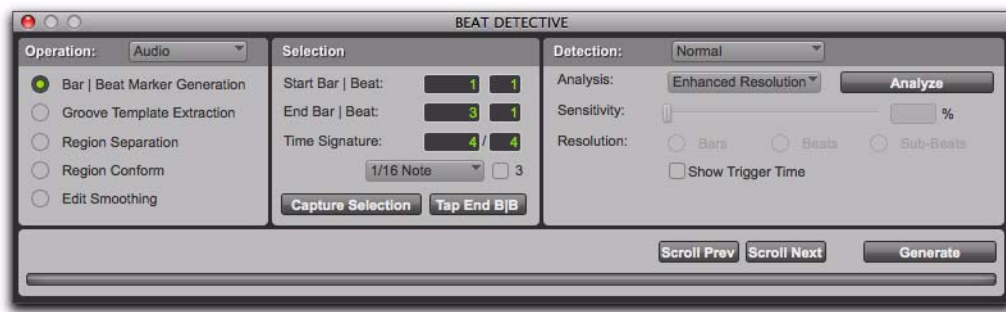 BEAT DETECTIVE
Operation: Audio
Bar | Beat Marker Generation
Groove Template Extraction
Region Separation
Region Conform
Edit Smoothing
Selection
Start Bar | Beat: 1 1
End Bar | Beat: 3 1
Time Signature: 4 / 4
1/16 Note 3
Capture Selection Tap End B|B
Detection: Normal
Analysis: Enhanced Resolution Analyze
Sensitivity: %
Resolution: Bars Beats Sub-Beats
Show Trigger Time
Scroll Prev Scroll Next Generate